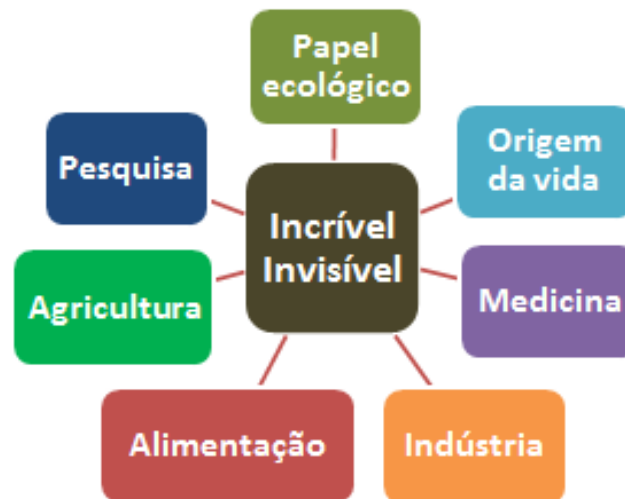 Papel
ecológico
Origem
da vida
Pesquisa
Incrível
Invisível
Medicina
Agricultura
Alimentação
Indústria